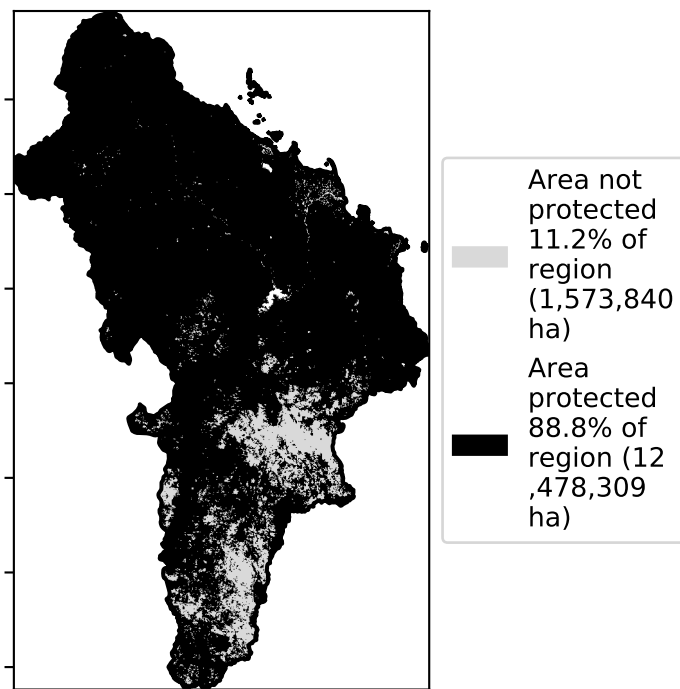 Area not
protected
11.2% of
region
(1,573,840
ha)
Area
protected
88.8% of
region (12
,478,309
ha)